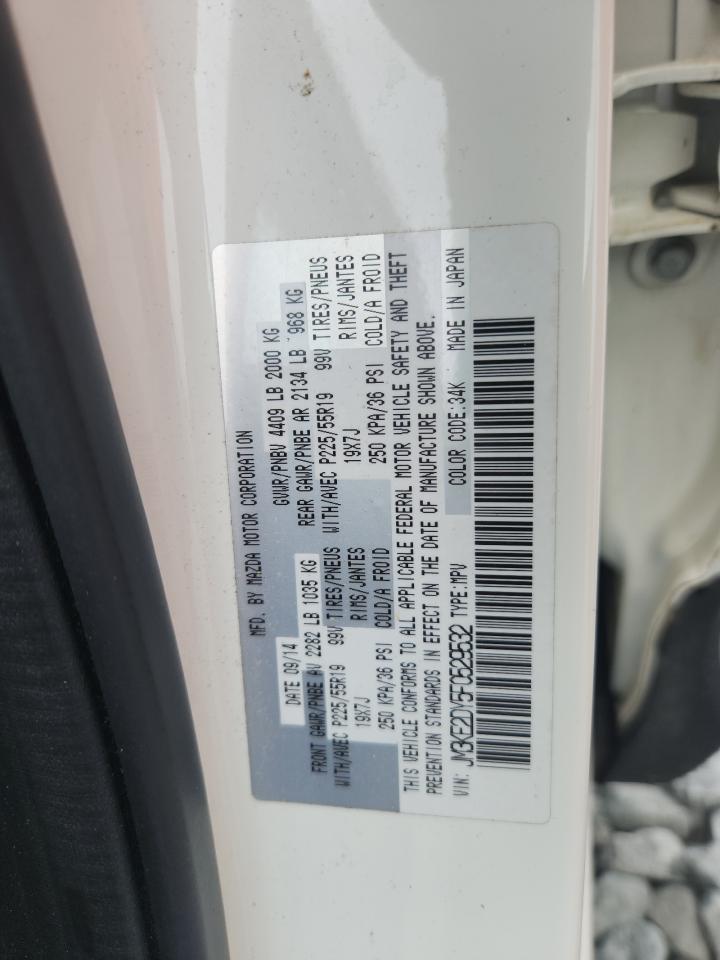 MFD. BY MAZDA MOTOR CORPORATION
DATE 09/14 GVWR/PNBV 4409 LB 2000 KG
FRONT GAWR/PNBE AV 2282 LB 1035 KG REAR GAWR/PNBE AR 2134 LB 968 KG
WITH/AVEC P225/55R19 99V TIRES/PNEUS WITH/AVEC P225/55R19 99V TIRES/PNEUS
19X7J RIMS/JANTES 19X7J RIMS/JANTES
250 KPA/36 PSI COLD/A FROID 250 KPA/36 PSI COLD/A FROID
THIS VEHICLE CONFORMS TO ALL APPLICABLE FEDERAL MOTOR VEHICLE SAFETY AND THEFT
PREVENTION STANDARDS IN EFFECT ON THE DATE OF MANUFACTURE SHOWN ABOVE.
VIN: JM3KE2DY5F0529532 TYPE:MPV COLOR CODE:34K MADE IN JAPAN